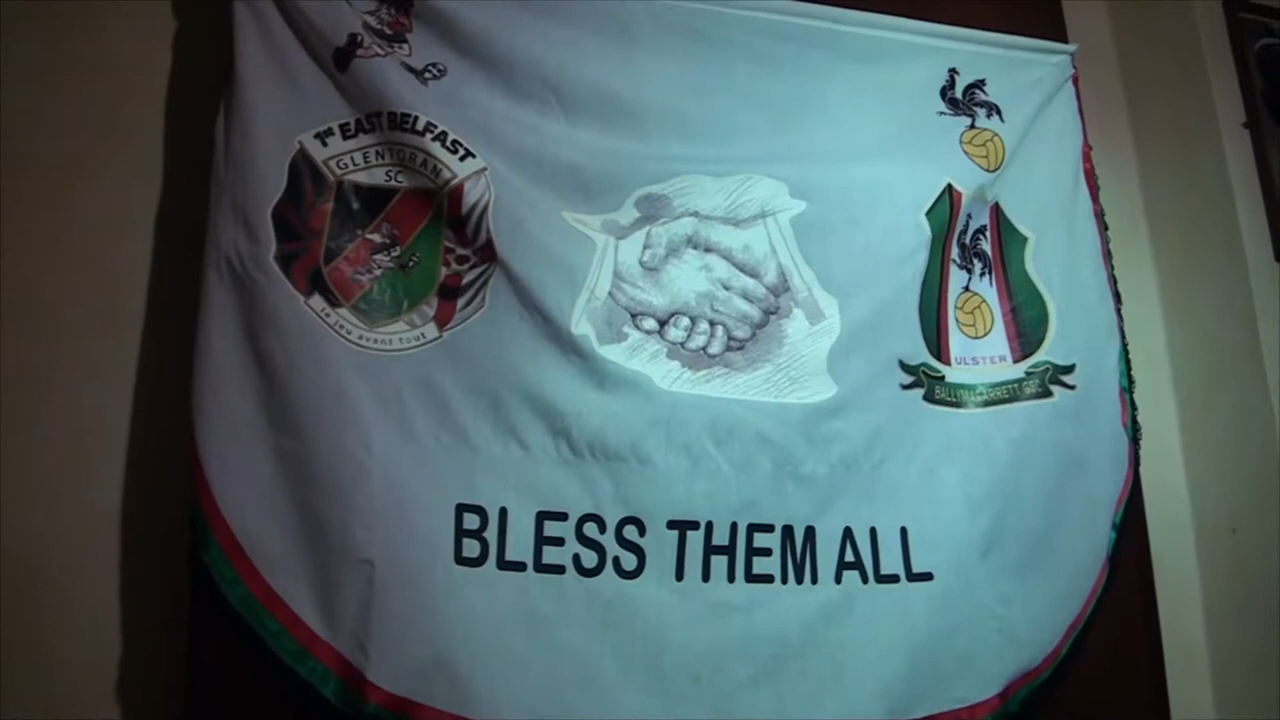 1ST EAST BELFAST
GLENTORAN
SC
le jeu avant tout
ULSTER
BALLYMACARRETT GSC
BLESS THEM ALL